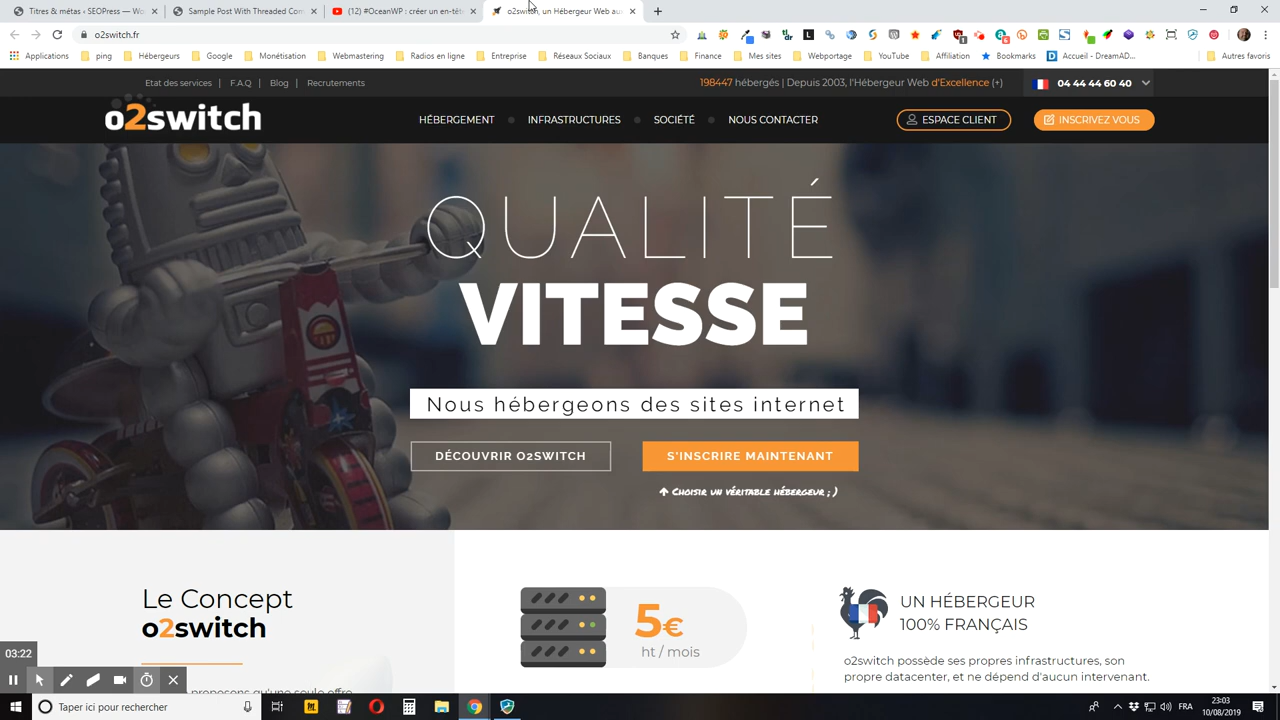 Titres & métas ‹ SEOPress — Wo
Sample Post With Threaded Com
(12) #OceanWP : créer un en-têt
o2switch, un Hébergeur Web au
o2switch.fr
Applications
ping
Hébergeurs
Google
Monétisation
Webmastering
Radios en ligne
Entreprise
Réseaux Sociaux
Banques
Finance
Mes sites
Webportage
YouTube
Affiliation
Bookmarks
Accueil - DreamAD...
Autres favoris
Etat des services | F.A.Q | Blog | Recrutements
198447 hébergés | Depuis 2003, l'Hébergeur Web d'Excellence (+)
04 44 44 60 40
o2switch
HÉBERGEMENT
INFRASTRUCTURES
SOCIÉTÉ
NOUS CONTACTER
ESPACE CLIENT
INSCRIVEZ VOUS
QUALITÉ
VITESSE
Nous hébergeons des sites internet
DÉCOUVRIR O2SWITCH
S'INSCRIRE MAINTENANT
Choisir un véritable hébergeur ; )
Le Concept
o2switch
5€
ht / mois
UN HÉBERGEUR
100% FRANÇAIS
o2switch possède ses propres infrastructures, son
propre datacenter, et ne dépend d'aucun intervenant.
proposons qu'une seule offre
03:22
Taper ici pour rechercher
FRA
23:03
10/08/2019